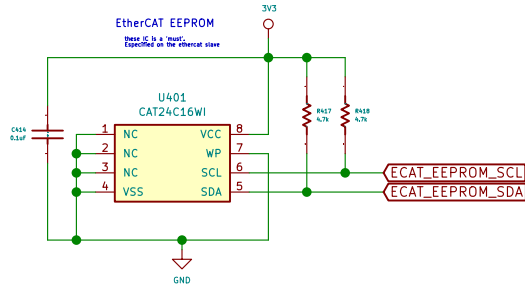 3V3
EtherCAT EEPROM
these IC is a 'must'.
Especified on the ethercat slave
U401
CAT24C16WI
C414
0.1uF
R417
4.7k
R418
4.7k
1 NC VCC 8
2 NC WP 7
3 NC SCL 6
4 VSS SDA 5
ECAT_EEPROM_SCL
ECAT_EEPROM_SDA
GND